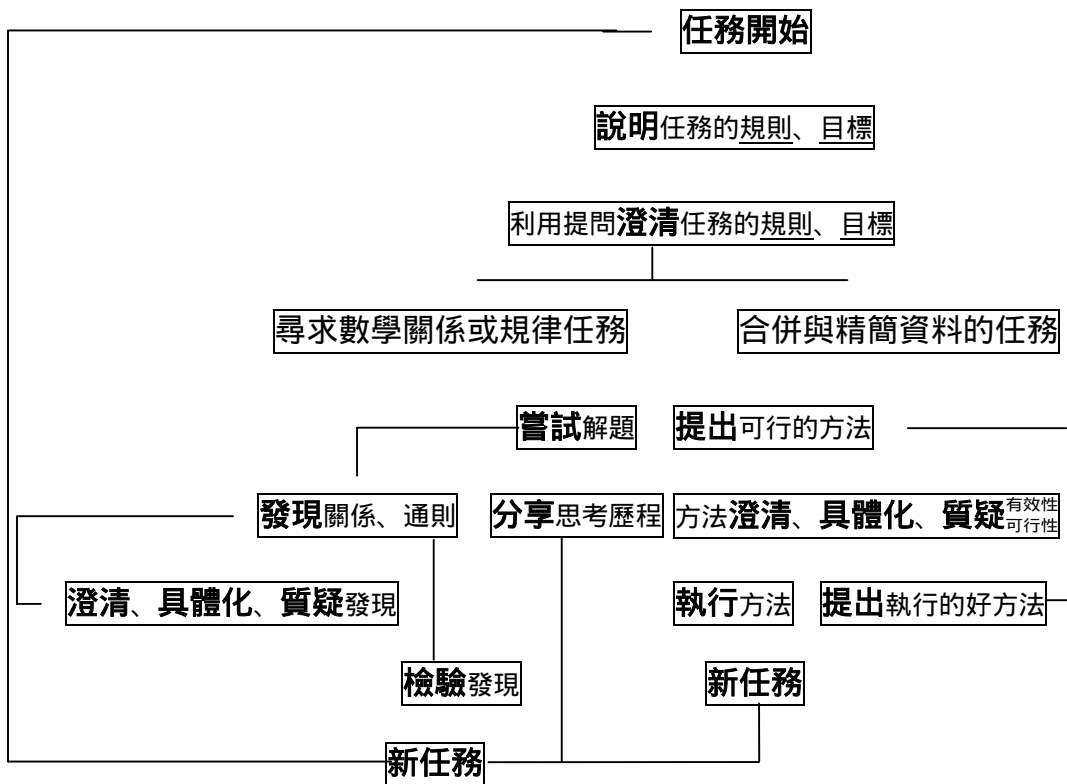 任務開始
說明任務的規則、目標
利用提問澄清任務的規則、目標
尋求數學關係或規律任務
合併與精簡資料的任務
嘗試解題
提出可行的方法
發現關係、通則
分享思考歷程
方法澄清、具體化、質疑有效性
可行性
澄清、具體化、質疑發現
執行方法
提出執行的好方法
檢驗發現
新任務
新任務